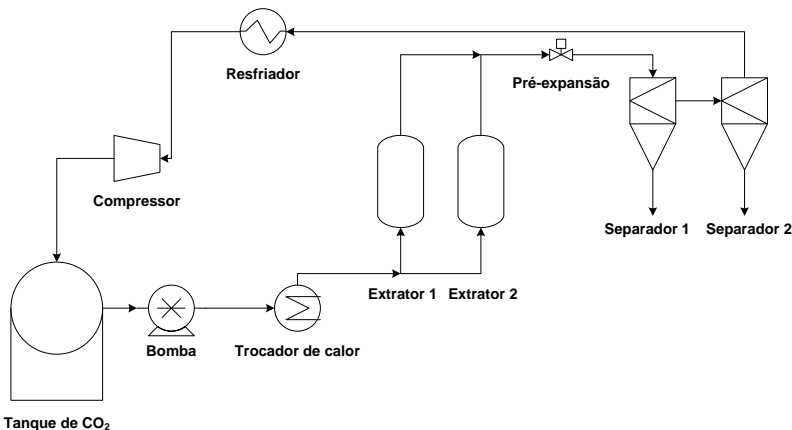 Resfriador
Pré-expansão
Compressor
Separador 1
Separador 2
Extrator 1
Extrator 2
Bomba
Trocador de calor
Tanque de CO₂